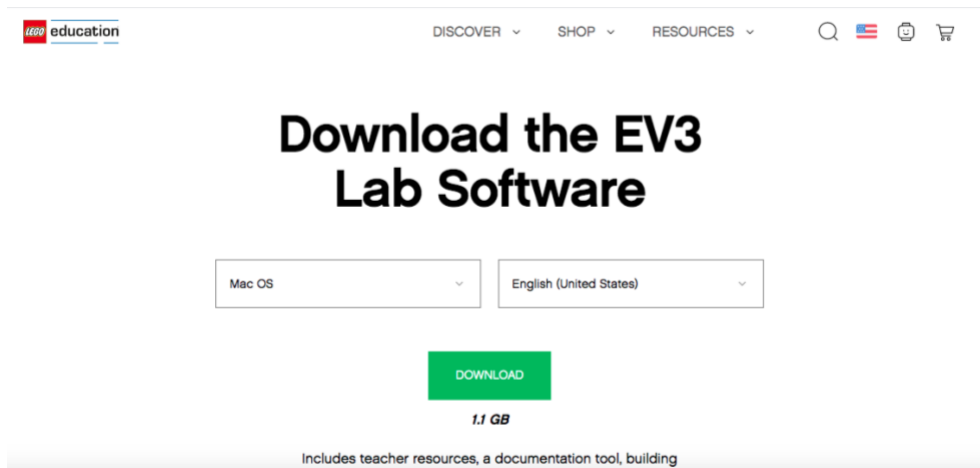 LEGO education
DISCOVER SHOP RESOURCES
Download the EV3
Lab Software
Mac OS English (United States)
DOWNLOAD
1.1 GB
Includes teacher resources, a documentation tool, building